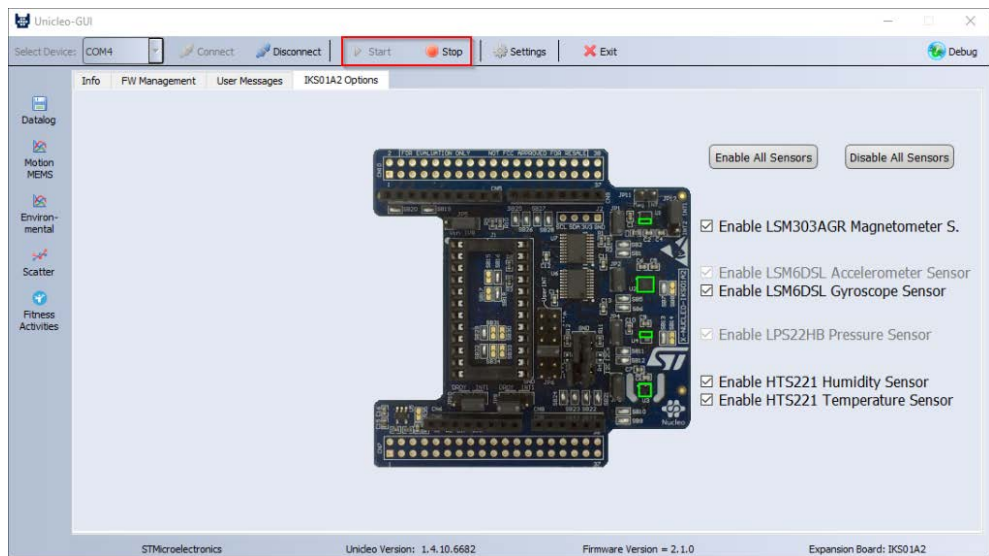 Unicleo-GUI
Select Device: COM4 Connect Disconnect Start Stop Settings Exit Debug
Info FW Management User Messages IKS01A2 Options
Datalog
Motion
MEMS
Environ-
mental
Scatter
Fitness
Activities
Enable All Sensors Disable All Sensors
Enable LSM303AGR Magnetometer S.
Enable LSM6DSL Accelerometer Sensor
Enable LSM6DSL Gyroscope Sensor
Enable LPS22HB Pressure Sensor
Enable HTS221 Humidity Sensor
Enable HTS221 Temperature Sensor
X-NUCLEO-IKS01A2
Nucleo
STMicroelectronics Unicleo Version: 1.4.10.6682 Firmware Version = 2.1.0 Expansion Board: IKS01A2